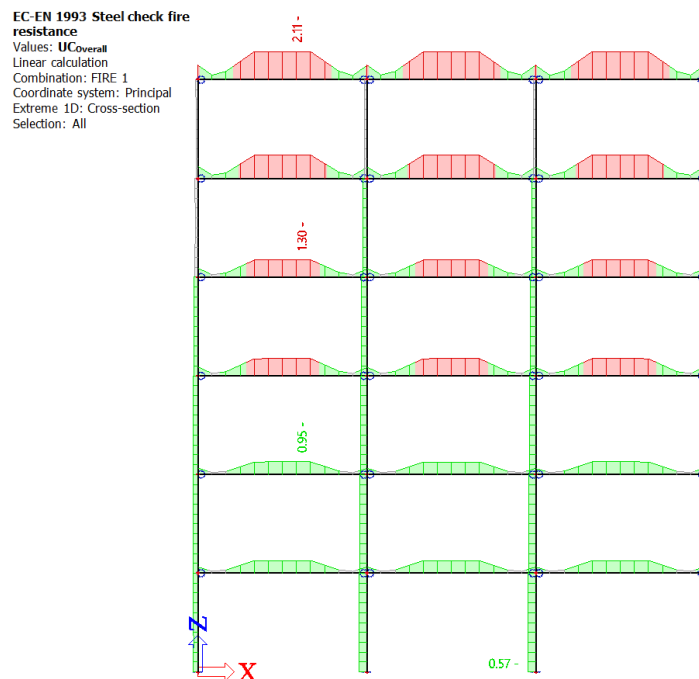 EC-EN 1993 Steel check fire
resistance
Values: UCOverall
Linear calculation
Combination: FIRE 1
Coordinate system: Principal
Extreme 1D: Cross-section
Selection: All
2.11 -
1.30 -
0.95 -
0.57 -
Z
X